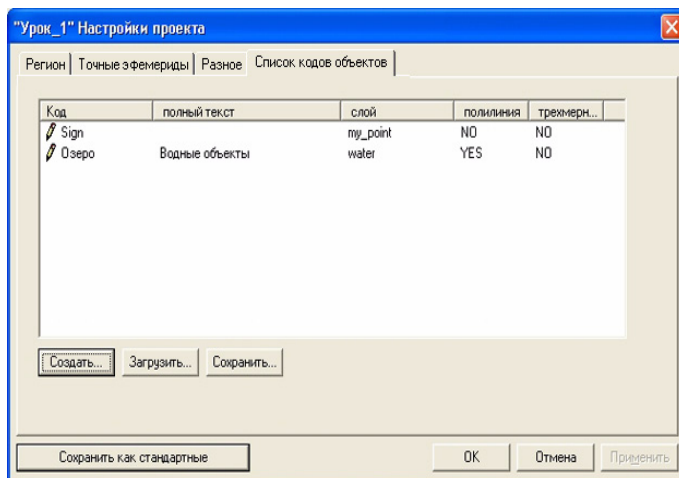 "Урок_1" Настройки проекта
Регион Точные эфемериды Разное Список кодов объектов
Код полный текст слой полилиния трехмерн...
Sign my_point NO NO
Озеро Водные объекты water YES NO
Создать... Загрузить... Сохранить...
Сохранить как стандартные OK Отмена Применить